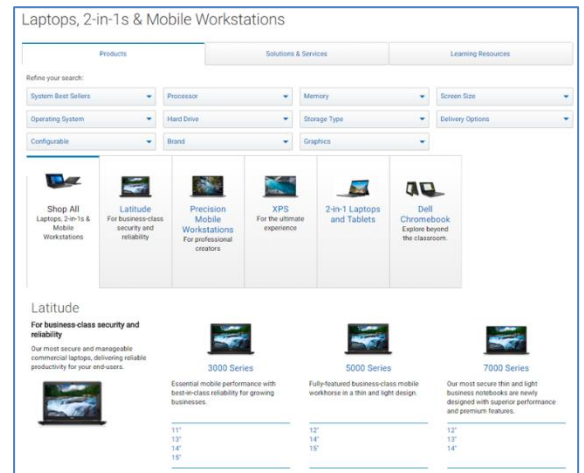 Laptops, 2-in-1s & Mobile Workstations
Products
Solutions & Services
Learning Resources
Refine your search:
System Best Sellers
Processor
Memory
Screen Size
Operating System
Hard Drive
Storage Type
Delivery Options
Configurable
Brand
Graphics
Shop All
Laptops, 2-in-1s &
Mobile
Workstations
Latitude
For business-class
security and
reliability
Precision
Mobile
Workstations
For professional
creators
XPS
For the ultimate
experience
2-in-1 Laptops
and Tablets
Dell
Chromebook
Explore beyond
the classroom.
Latitude
For business-class security and
reliability
Our most secure and manageable
commercial laptops, delivering reliable
productivity for your end-users.
3000 Series
Essential mobile performance with
best-in-class reliability for growing
businesses.
11"
13"
14"
15"
5000 Series
Fully-featured business-class mobile
workhorse in a thin and light design.
12"
14"
15"
7000 Series
Our most secure thin and light
business notebooks are newly
designed with superior performance
and premium features.
12"
13"
14"